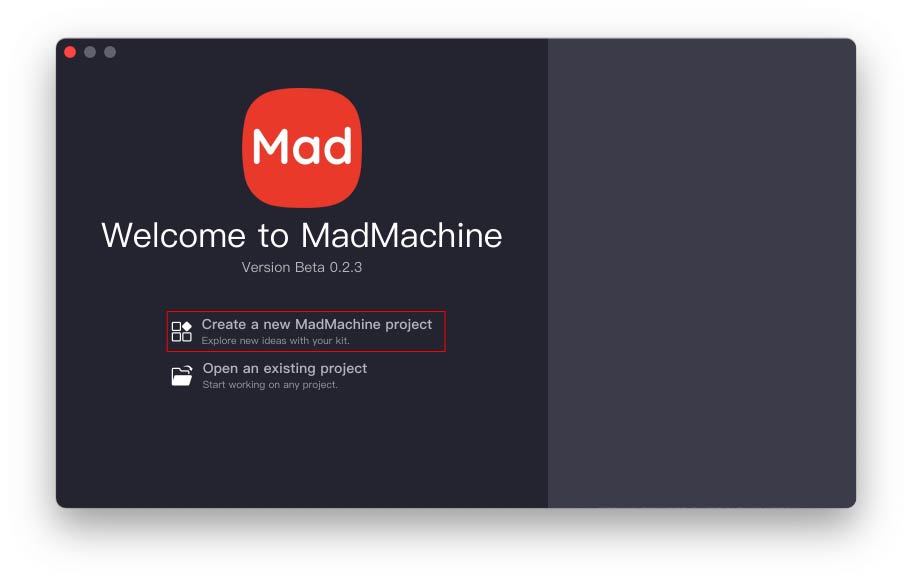 Mad
Welcome to MadMachine
Version Beta 0.2.3
Create a new MadMachine project
Explore new ideas with your kit.
Open an existing project
Start working on any project.